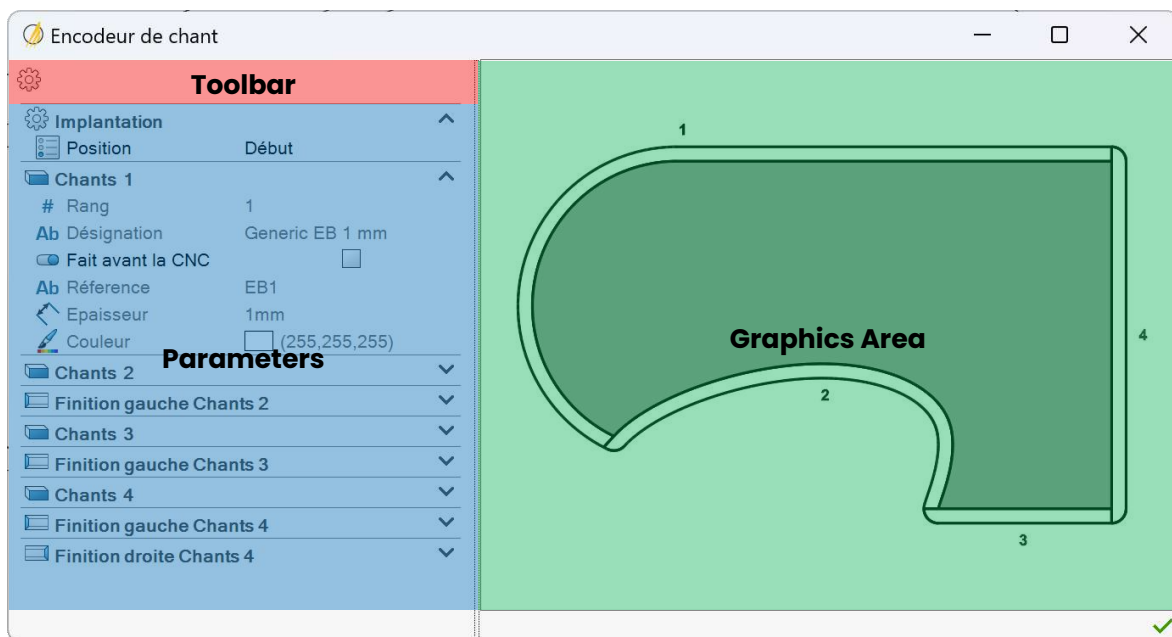 Encodeur de chant
Toolbar
Implantation
Position Début
Chants 1
# Rang 1
Ab Désignation Generic EB 1 mm
Fait avant la CNC
Ab Réference EB1
Epaisseur 1mm
Couleur (255,255,255)
Parameters
Chants 2
Finition gauche Chants 2
Chants 3
Finition gauche Chants 3
Chants 4
Finition gauche Chants 4
Finition droite Chants 4
1
Graphics Area
4
2
3